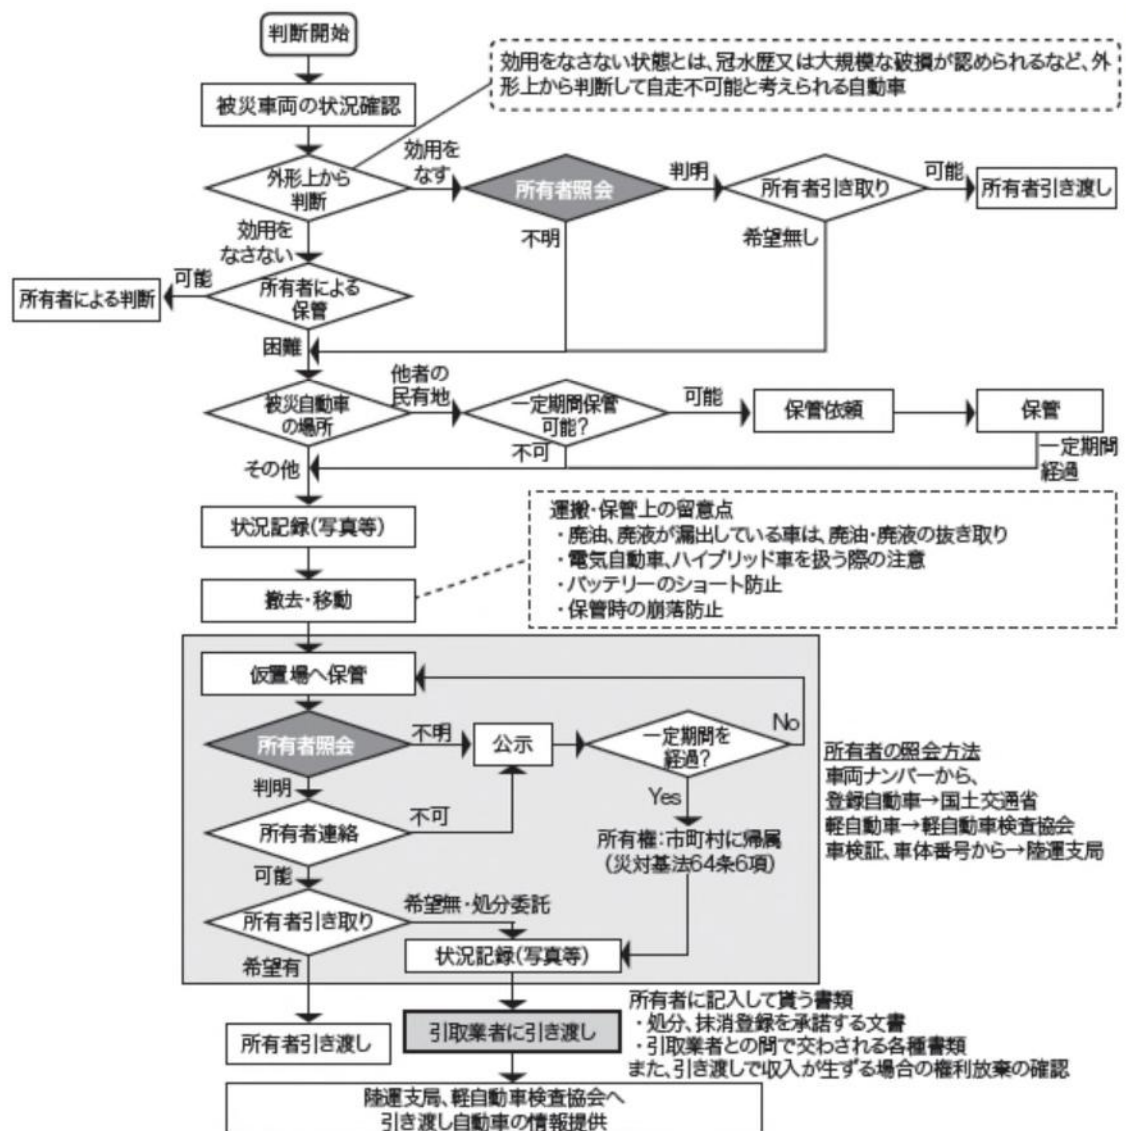 判断開始
効用をなさない状態とは、冠水歴又は大規模な破損が認められるなど、外
形上から判断して自走不可能と考えられる自動車
被災車両の状況確認
外形上から
判断
効用を
なす
所有者照会
判明
所有者引き取り
可能
所有者引き渡し
効用を
なさない
不明
希望無し
所有者による
保管
可能
所有者による判断
困難
被災自動車
の場所
他者の
民有地
一定期間保管
可能?
可能
保管依頼
保管
不可
一定期間
経過
その他
状況記録(写真等)
運搬・保管上の留意点
・廃油、廃液が漏出している車は、廃油・廃液の抜き取り
・電気自動車、ハイブリッド車を扱う際の注意
・バッテリーのショート防止
・保管時の崩落防止
撤去・移動
仮置場へ保管
所有者照会
不明
公示
一定期間を
経過?
No
Yes
判明
所有者連絡
不可
所有権:市町村に帰属
(災対基法64条6項)
所有者の照会方法
車両ナンバーから、
登録自動車→国土交通省
軽自動車→軽自動車検査協会
車検証、車体番号から→陸運支局
可能
所有者引き取り
希望無・処分委託
状況記録(写真等)
希望有
所有者引き渡し
引取業者に引き渡し
所有者に記入して貰う書類
・処分、抹消登録を承諾する文書
・引取業者との間で交わされる各種書類
また、引き渡しで収入が生ずる場合の権利放棄の確認
陸運支局、軽自動車検査協会へ
引き渡し自動車の情報提供